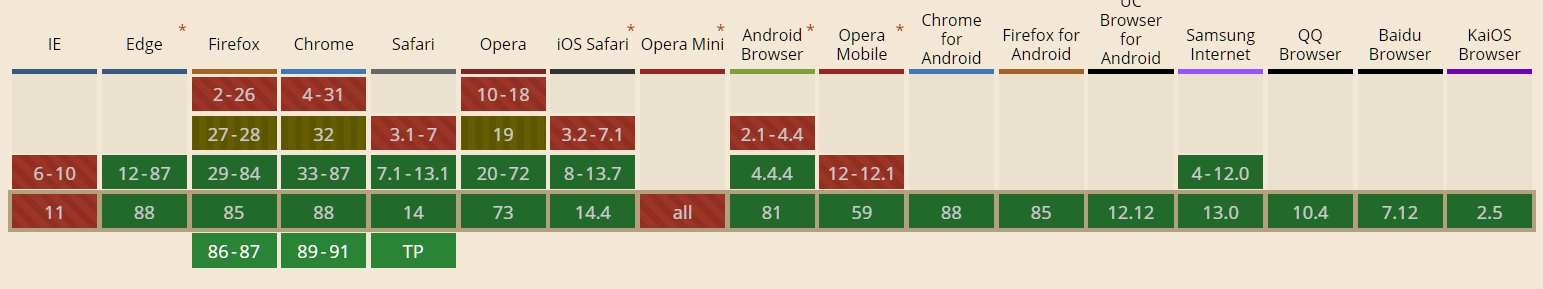 IE
Edge *
Firefox
Chrome
Safari
Opera
iOS Safari *
Opera Mini
Android *
Browser
Opera *
Mobile
Chrome
for
Android
Firefox for
Android
UC
Browser
for
Android
Samsung
Internet
QQ
Browser
Baidu
Browser
KaiOS
Browser
2-26 4-31 10-18
27-28 32 3.1-7 19 3.2-7.1 2.1-4.4
6-10 12-87 29-84 33-87 7.1-13.1 20-72 8-13.7 4.4.4 12-12.1 4-12.0
11 88 85 88 14 73 14.4 all 81 59 88 85 12.12 13.0 10.4 7.12 2.5
86-87 89-91 TP